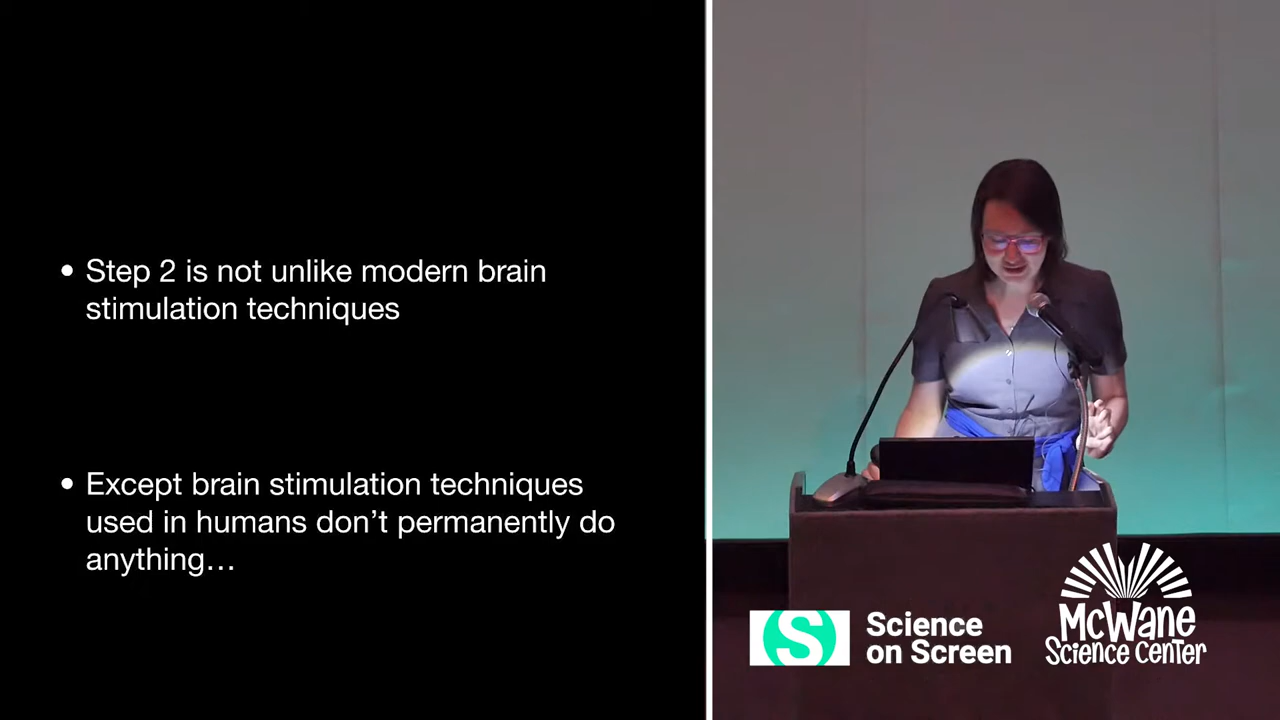 • Step 2 is not unlike modern brain
stimulation techniques
• Except brain stimulation techniques
used in humans don’t permanently do
anything…
S
Science
on Screen
McWane
Science Center